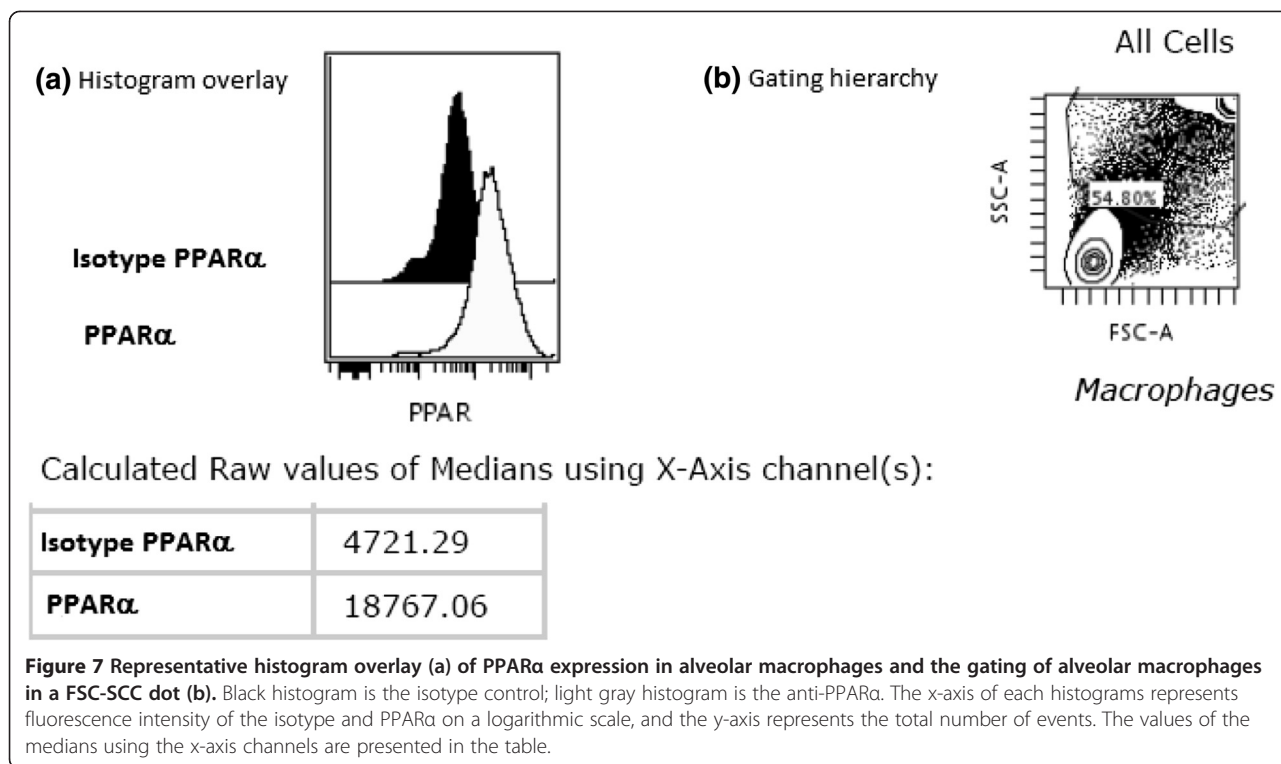 (a) Histogram overlay
Isotype PPARα
PPARα
PPAR
(b) Gating hierarchy
All Cells
SSC-A
54.80%
FSC-A
Macrophages
Calculated Raw values of Medians using X-Axis channel(s):
Isotype PPARα 4721.29
PPARα 18767.06
Figure 7 Representative histogram overlay (a) of PPARα expression in alveolar macrophages and the gating of alveolar macrophages
in a FSC-SCC dot (b). Black histogram is the isotype control; light gray histogram is the anti-PPARα. The x-axis of each histograms represents
fluorescence intensity of the isotype and PPARα on a logarithmic scale, and the y-axis represents the total number of events. The values of the
medians using the x-axis channels are presented in the table.